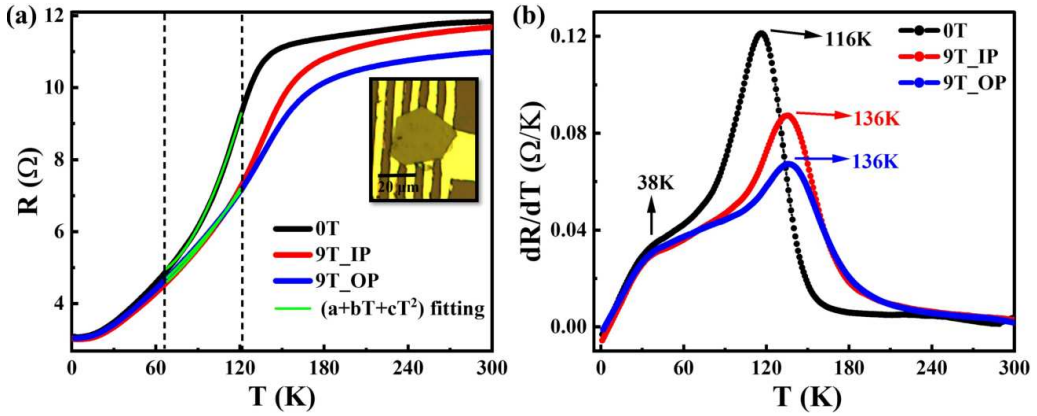 (a)
R (Ω)
12
10
8
6
4
20 μm
0T
9T_IP
9T_OP
(a+bT+cT²) fitting
0 60 120 180 240 300
T (K)
(b)
dR/dT (Ω/K)
0.12
0.08
0.04
0.00
116K
0T
9T_IP
9T_OP
136K
136K
38K
0 60 120 180 240 300
T (K)